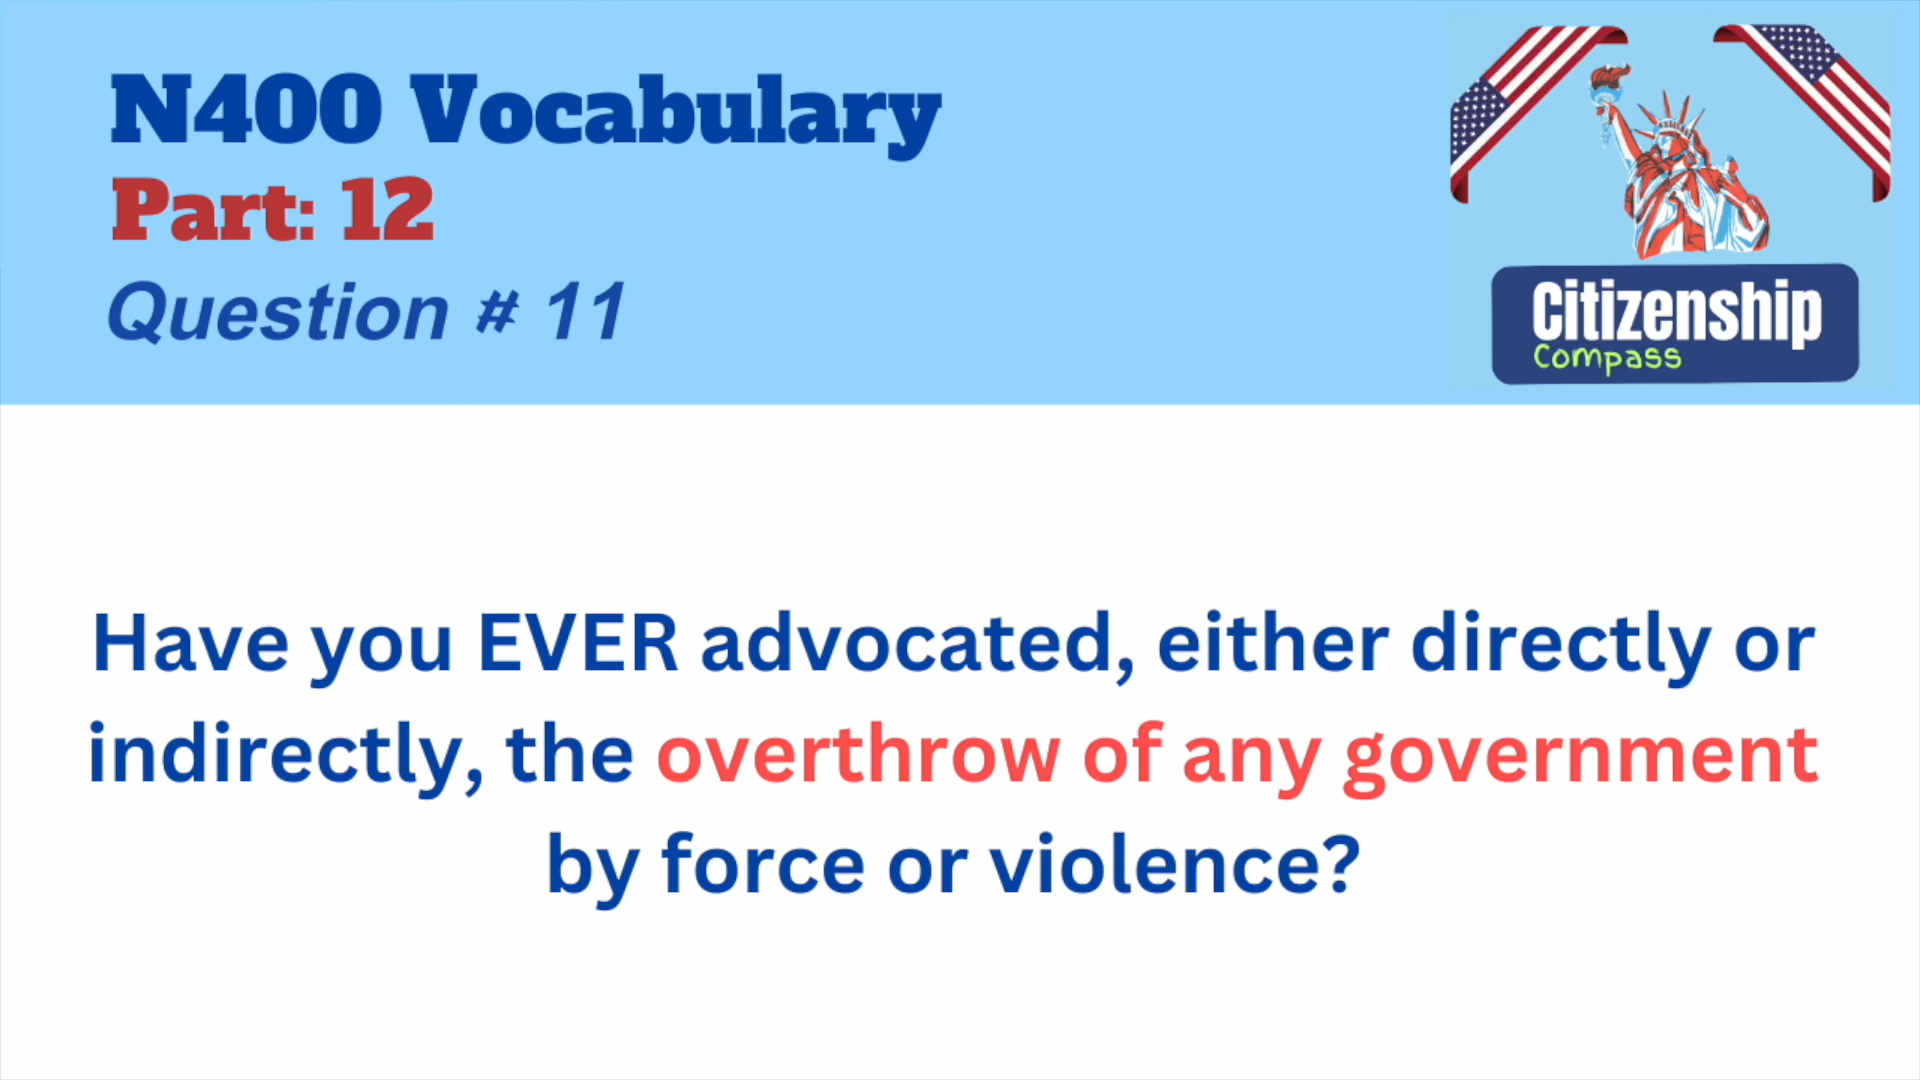 N400 Vocabulary
Part: 12
Question # 11
Citizenship
Compass
Have you EVER advocated, either directly or
indirectly, the overthrow of any government
by force or violence?